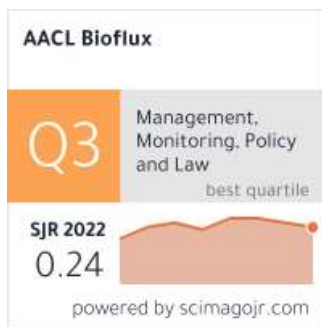 AACL Bioflux
Q3
Management,
Monitoring, Policy
and Law
best quartile
SJR 2022
0.24
powered by scimagojr.com